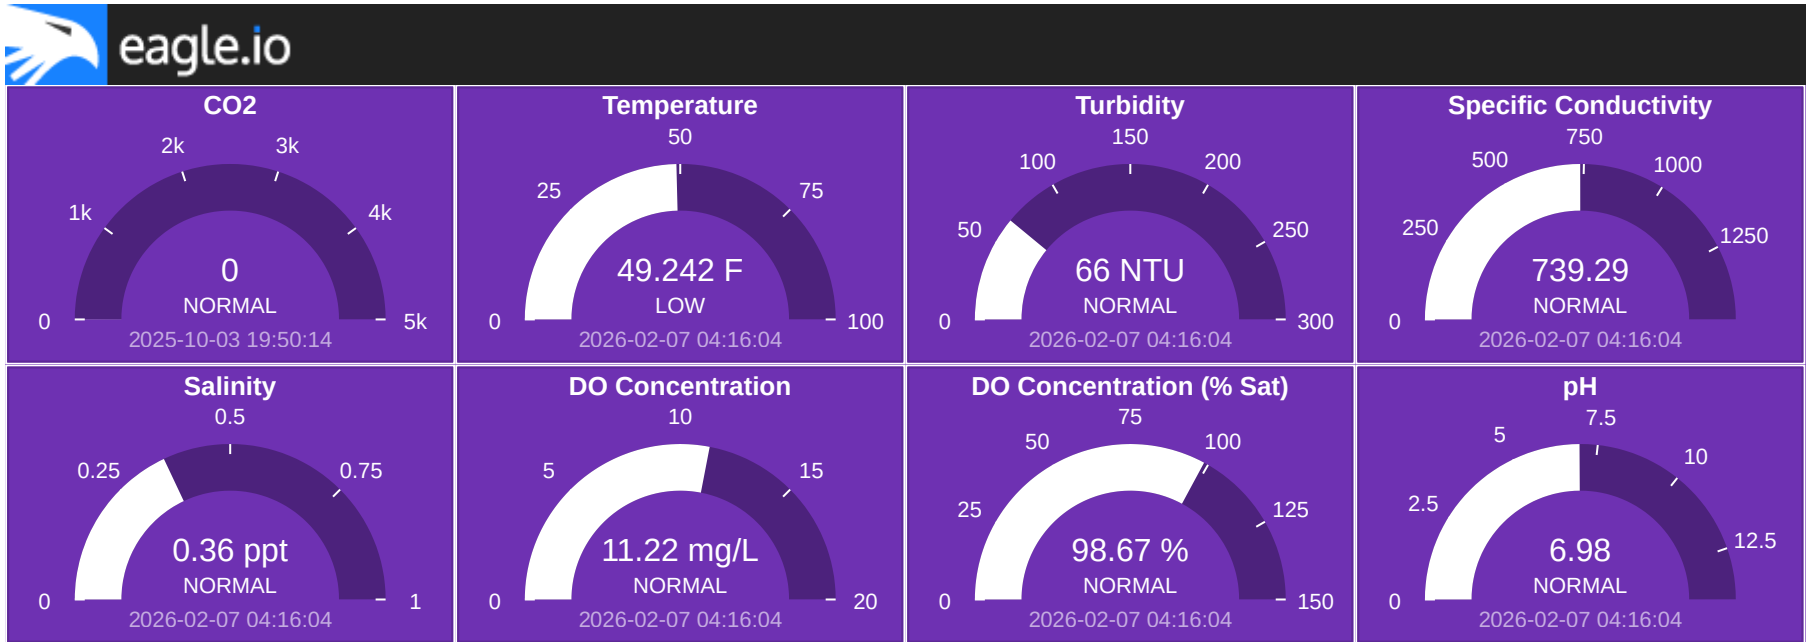 eagle.io
CO2
0
1k
2k
3k
4k
5k
0
NORMAL
2025-10-03 19:50:14
Temperature
0
25
50
75
100
49.242 F
LOW
2026-02-07 04:16:04
Turbidity
0
50
100
150
200
250
300
66 NTU
NORMAL
2026-02-07 04:16:04
Specific Conductivity
0
250
500
750
1000
1250
739.29
NORMAL
2026-02-07 04:16:04
Salinity
0
0.25
0.5
0.75
1
0.36 ppt
NORMAL
2026-02-07 04:16:04
DO Concentration
0
5
10
15
20
11.22 mg/L
NORMAL
2026-02-07 04:16:04
DO Concentration (% Sat)
0
25
50
75
100
125
150
98.67 %
NORMAL
2026-02-07 04:16:04
pH
0
2.5
5
7.5
10
12.5
6.98
NORMAL
2026-02-07 04:16:04